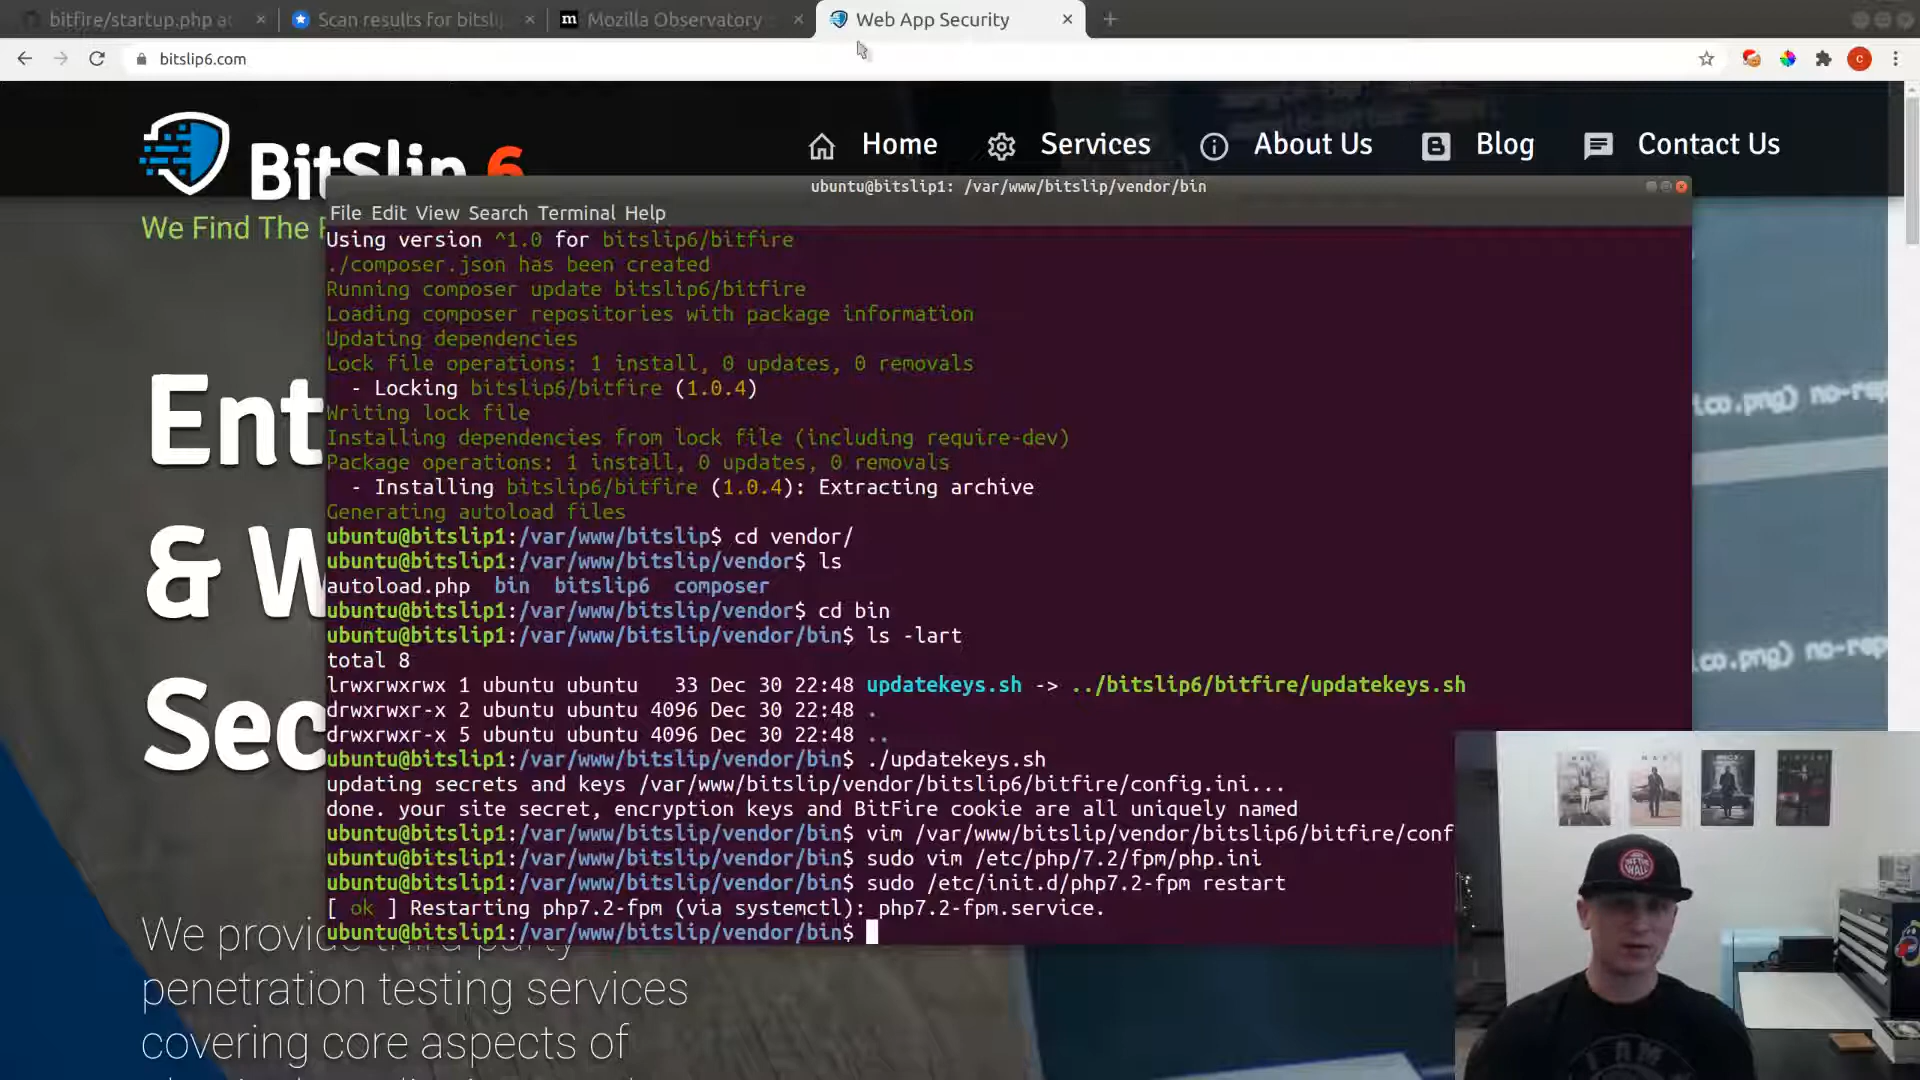 bitfire/startup.php at
Scan results for bitslip
Mozilla Observatory
Web App Security
bitslip6.com
BitSlip 6
We Find The
Home
Services
About Us
Blog
Contact Us
ubuntu@bitslip1: /var/www/bitslip/vendor/bin
File Edit View Search Terminal Help
Using version ^1.0 for bitslip6/bitfire
./composer.json has been created
Running composer update bitslip6/bitfire
Loading composer repositories with package information
Updating dependencies
Lock file operations: 1 install, 0 updates, 0 removals
- Locking bitslip6/bitfire (1.0.4)
Writing lock file
Installing dependencies from lock file (including require-dev)
Package operations: 1 install, 0 updates, 0 removals
- Installing bitslip6/bitfire (1.0.4): Extracting archive
Generating autoload files
ubuntu@bitslip1:/var/www/bitslip$ cd vendor/
ubuntu@bitslip1:/var/www/bitslip/vendor$ ls
autoload.php bin bitslip6 composer
ubuntu@bitslip1:/var/www/bitslip/vendor$ cd bin
ubuntu@bitslip1:/var/www/bitslip/vendor/bin$ ls -lart
total 8
lrwxrwxrwx 1 ubuntu ubuntu 33 Dec 30 22:48 updatekeys.sh -> ../bitslip6/bitfire/updatekeys.sh
drwxrwxr-x 2 ubuntu ubuntu 4096 Dec 30 22:48 .
drwxrwxr-x 5 ubuntu ubuntu 4096 Dec 30 22:48 ..
ubuntu@bitslip1:/var/www/bitslip/vendor/bin$ ./updatekeys.sh
updating secrets and keys /var/www/bitslip/vendor/bitslip6/bitfire/config.ini...
done. your site secret, encryption keys and BitFire cookie are all uniquely named
ubuntu@bitslip1:/var/www/bitslip/vendor/bin$ vim /var/www/bitslip/vendor/bitslip6/bitfire/conf
ubuntu@bitslip1:/var/www/bitslip/vendor/bin$ sudo vim /etc/php/7.2/fpm/php.ini
ubuntu@bitslip1:/var/www/bitslip/vendor/bin$ sudo /etc/init.d/php7.2-fpm restart
[ ok ] Restarting php7.2-fpm (via systemctl): php7.2-fpm.service.
ubuntu@bitslip1:/var/www/bitslip/vendor/bin$
Ent
& W
Sec
We provide third party
penetration testing services
covering core aspects of
ico.png) no-rep
co.png) no-rep